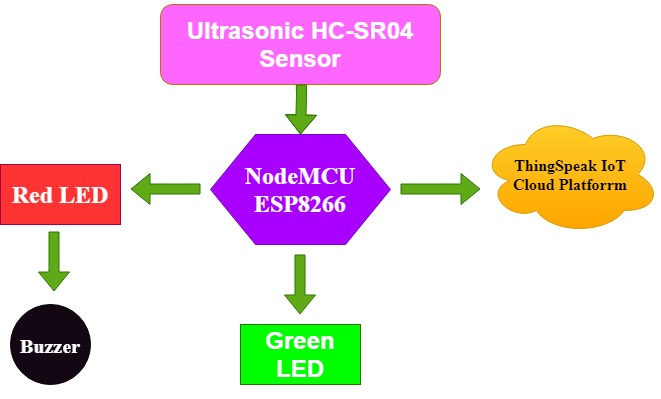 Ultrasonic HC-SR04
Sensor
NodeMCU
ESP8266
ThingSpeak IoT
Cloud Platforrm
Red LED
Buzzer
Green
LED